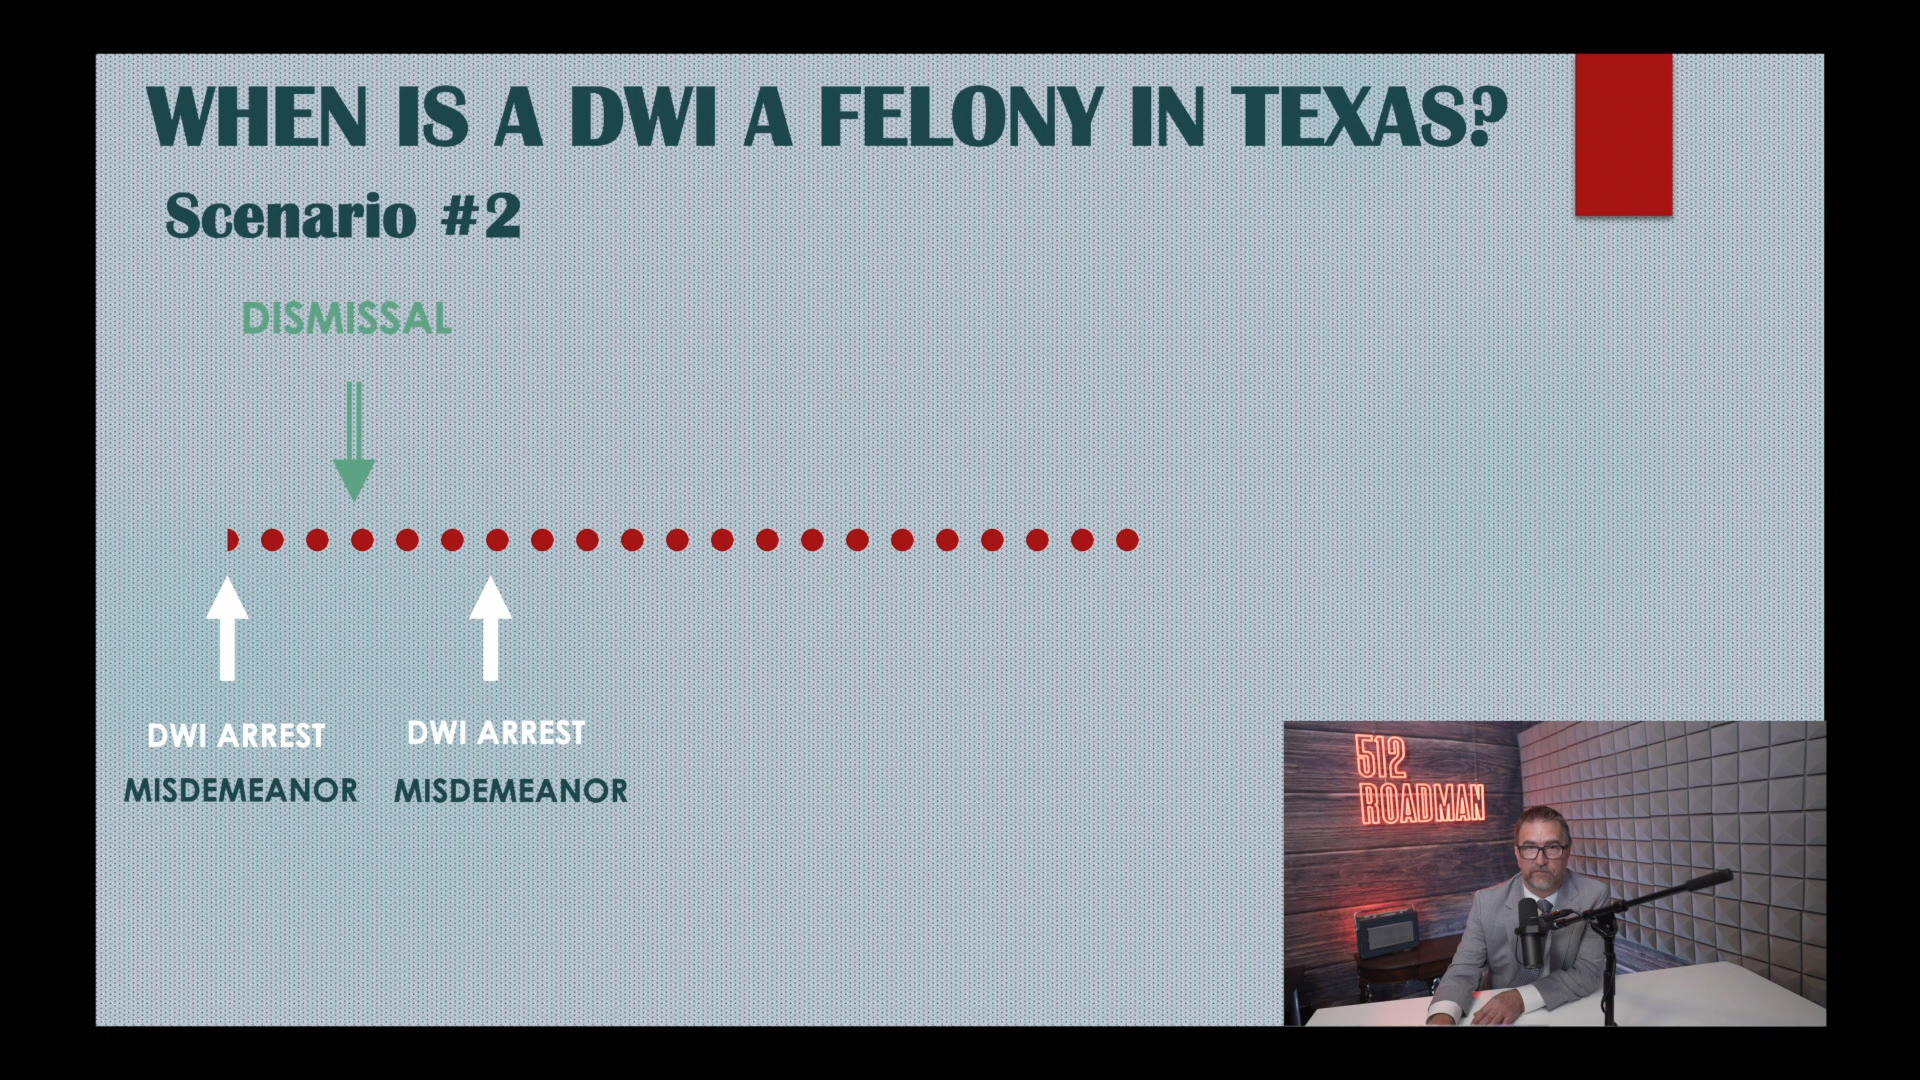 WHEN IS A DWI A FELONY IN TEXAS?
Scenario #2
DISMISSAL
DWI ARREST
MISDEMEANOR
DWI ARREST
MISDEMEANOR
512
ROADMAN